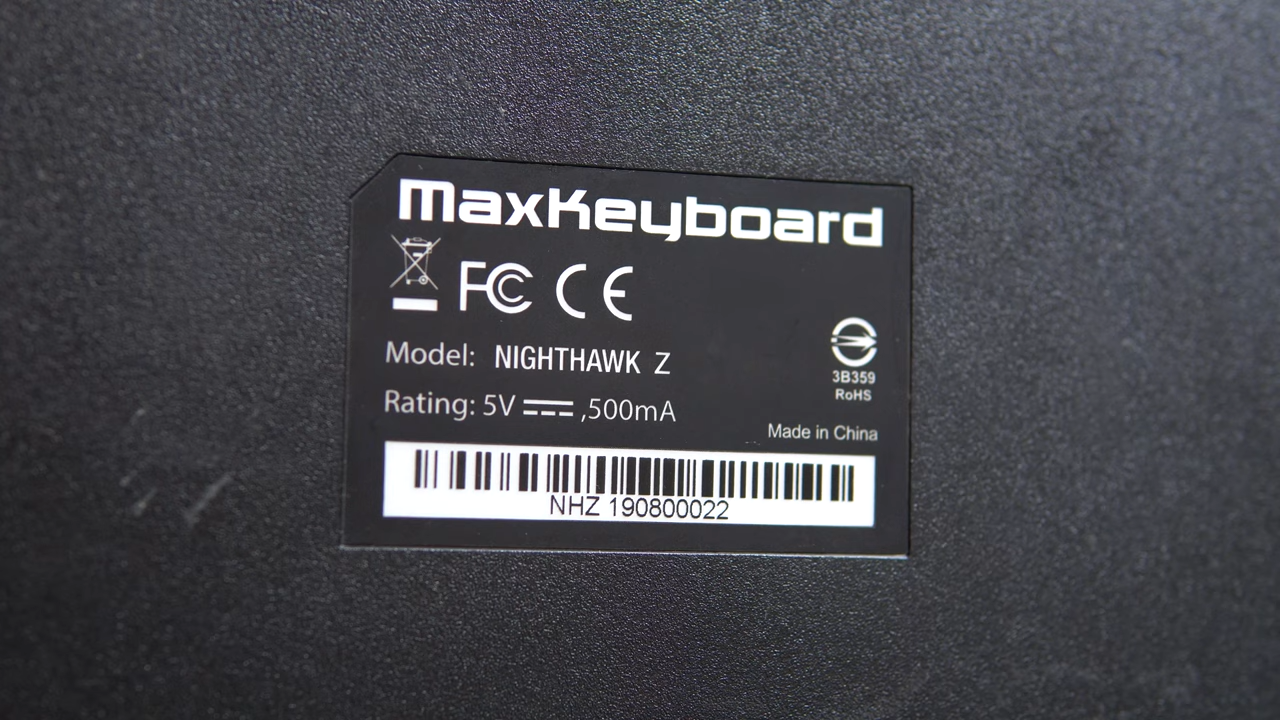 MaxKeyboard
FC CE
Model: NIGHTHAWK Z
3B359
RoHS
Rating: 5V ,500mA
Made in China
NHZ 190800022